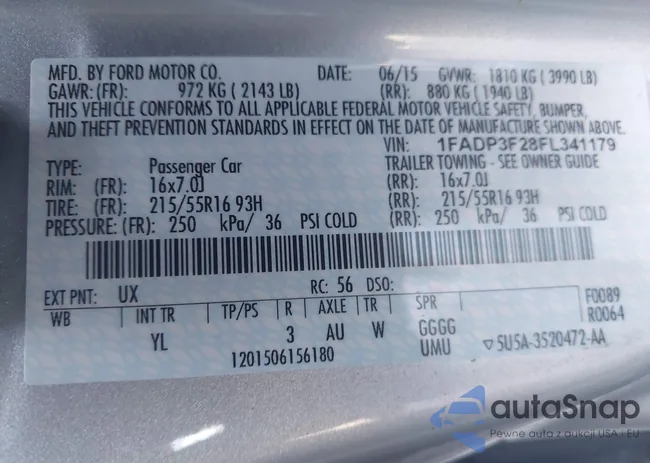 MFD. BY FORD MOTOR CO. DATE: 06/15 GVWR: 1810 KG ( 3990 LB)
GAWR: (FR): 972 KG ( 2143 LB) (RR): 880 KG ( 1940 LB)
THIS VEHICLE CONFORMS TO ALL APPLICABLE FEDERAL MOTOR VEHICLE SAFETY, BUMPER,
AND THEFT PREVENTION STANDARDS IN EFFECT ON THE DATE OF MANUFACTURE SHOWN ABOVE.
VIN: 1FADP3F28FL341179
TYPE: Passenger Car TRAILER TOWING - SEE OWNER GUIDE
RIM: (FR): 16x7.0J (RR): 16x7.0J
TIRE: (FR): 215/55R16 93H (RR): 215/55R16 93H
PRESSURE: (FR): 250 kPa/ 36 PSI COLD (RR): 250 kPa/ 36 PSI COLD
EXT PNT: UX RC: 56 DSO: F0089
WB INT TR TP/PS R AXLE TR SPR R0064
YL 3 AU W GGGG
1201506156180 UMU ▽5U5A-3520472-AA
autoSnap
Pewne auta z aukcji USA i EU